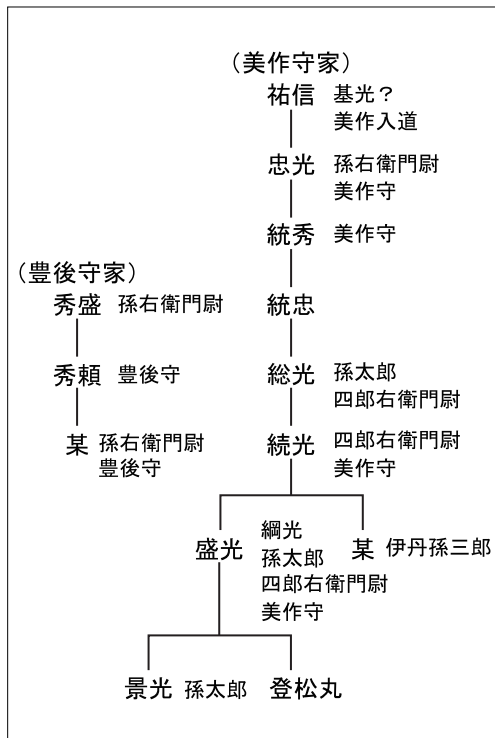 （美作守家）
祐信 基光？
美作入道
忠光 孫右衛門尉
美作守
統秀 美作守
（豊後守家）
秀盛 孫右衛門尉
統忠
秀頼 豊後守
総光 孫太郎
四郎右衛門尉
某 孫右衛門尉
豊後守
続光 四郎右衛門尉
美作守
盛光 綱光
孫太郎
四郎右衛門尉
美作守
某 伊丹孫三郎
景光 孫太郎
登松丸